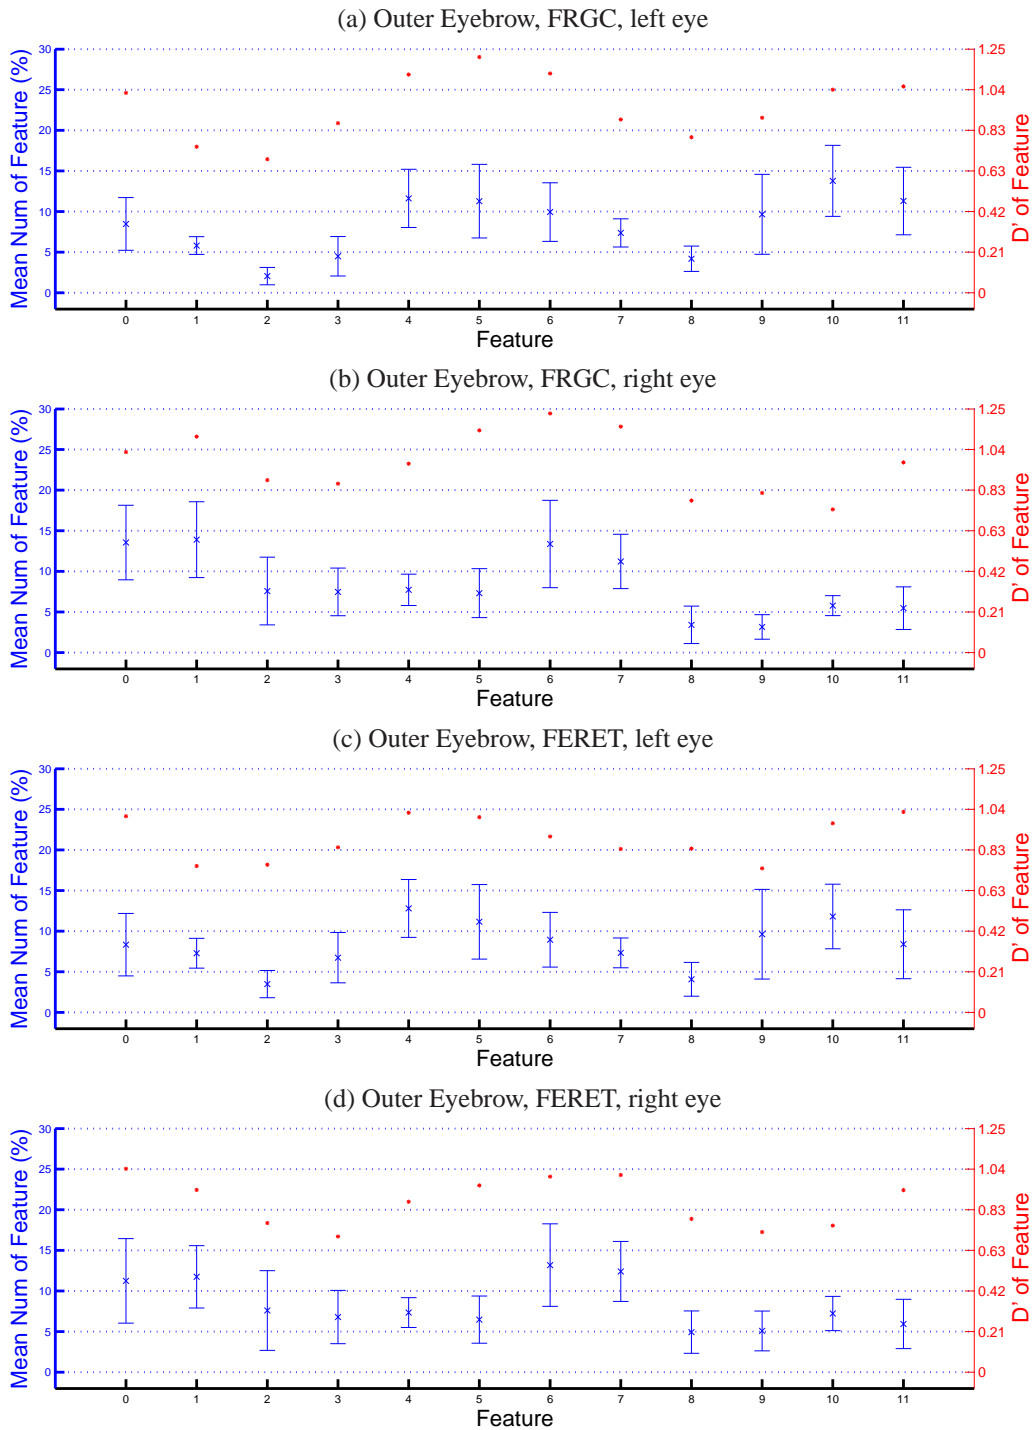 (a) Outer Eyebrow, FRGC, left eye
Mean Num of Feature (%)
30
25
20
15
10
5
0
1.25
1.04
0.83
0.63
0.42
0.21
0
D' of Feature
0 1 2 3 4 5 6 7 8 9 10 11
Feature
(b) Outer Eyebrow, FRGC, right eye
Mean Num of Feature (%)
30
25
20
15
10
5
0
1.25
1.04
0.83
0.63
0.42
0.21
0
D' of Feature
0 1 2 3 4 5 6 7 8 9 10 11
Feature
(c) Outer Eyebrow, FERET, left eye
Mean Num of Feature (%)
30
25
20
15
10
5
0
1.25
1.04
0.83
0.63
0.42
0.21
0
D' of Feature
0 1 2 3 4 5 6 7 8 9 10 11
Feature
(d) Outer Eyebrow, FERET, right eye
Mean Num of Feature (%)
30
25
20
15
10
5
0
1.25
1.04
0.83
0.63
0.42
0.21
0
D' of Feature
0 1 2 3 4 5 6 7 8 9 10 11
Feature